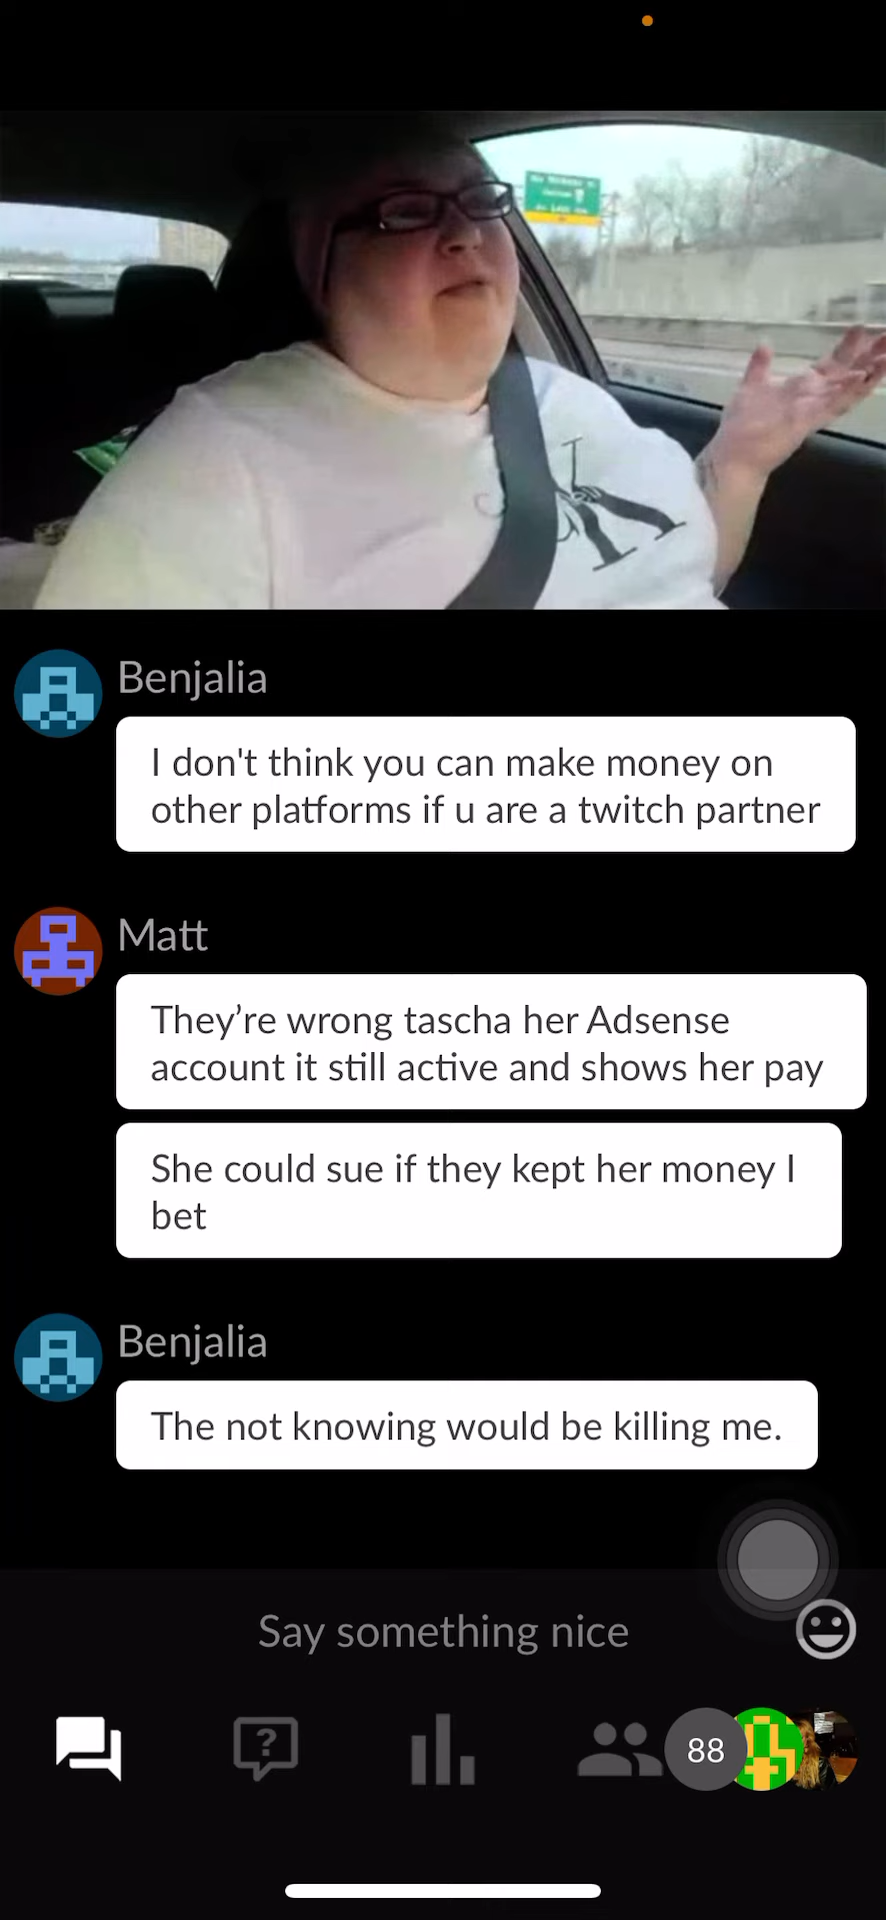 Benjalia
I don't think you can make money on
other platforms if u are a twitch partner
Matt
They’re wrong tascha her Adsense
account it still active and shows her pay
She could sue if they kept her money I
bet
Benjalia
The not knowing would be killing me.
Say something nice
88